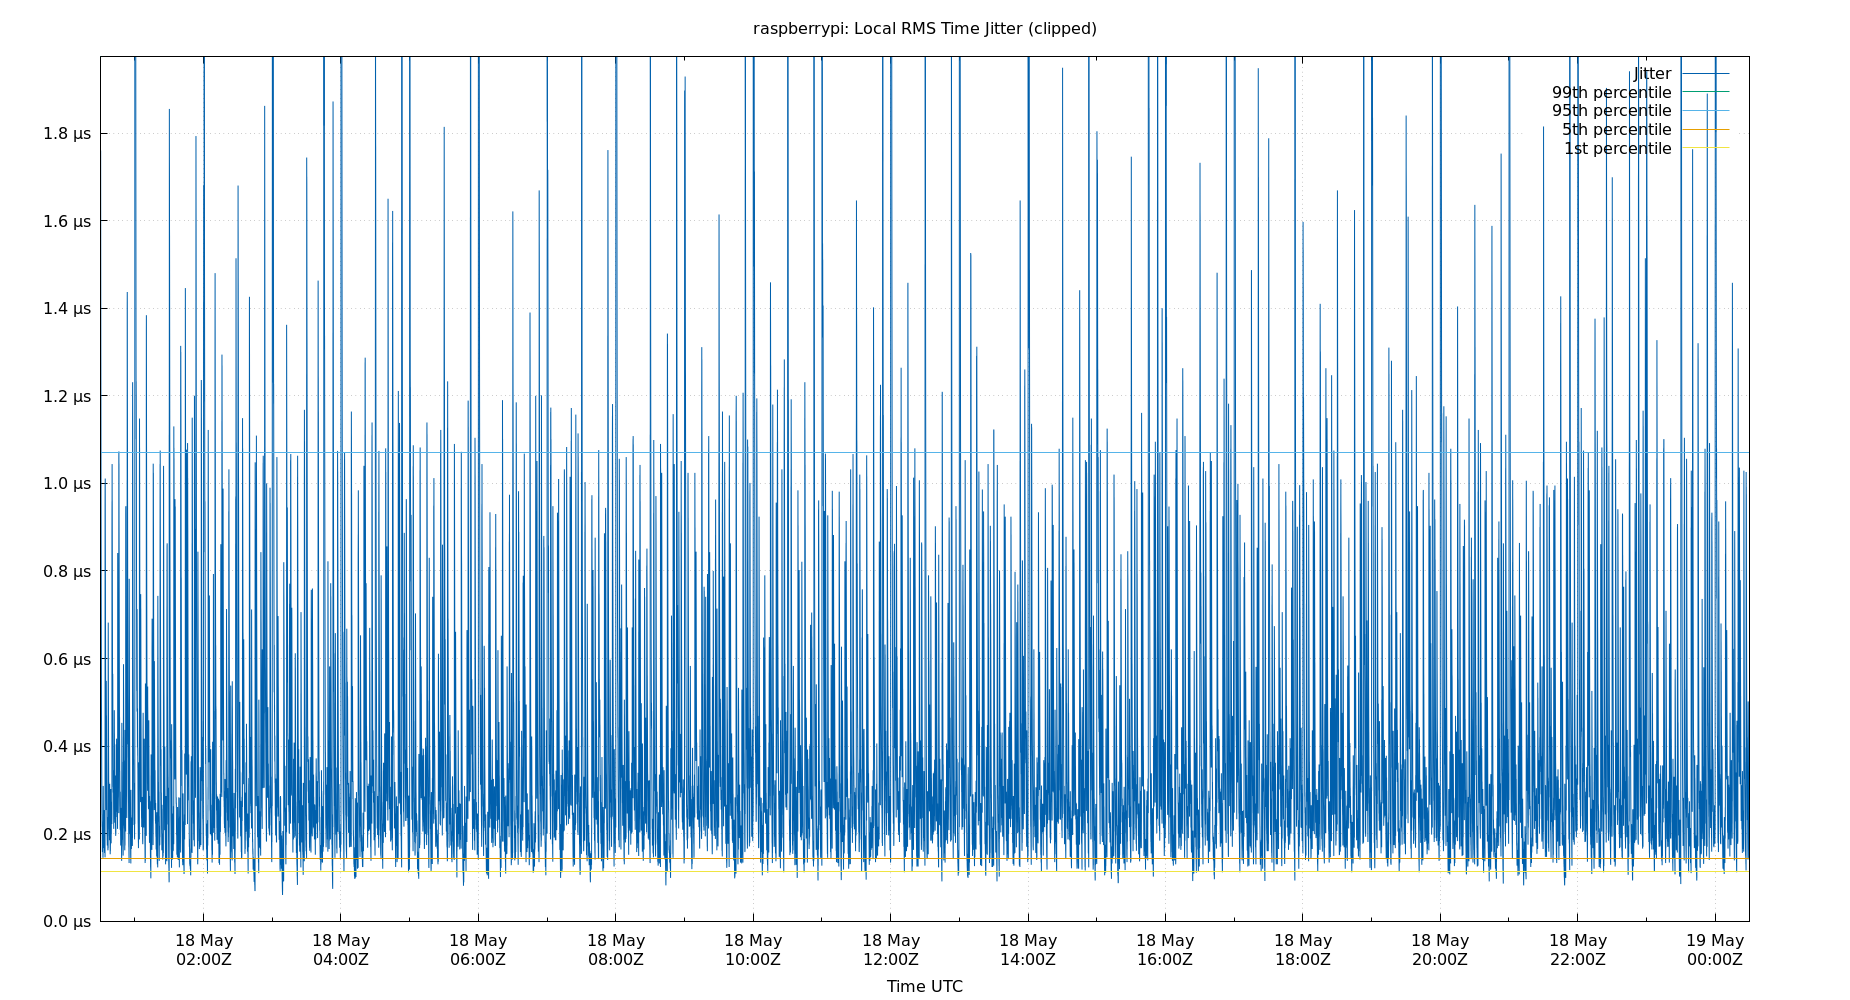 raspberrypi: Local RMS Time Jitter (clipped)
Jitter
99th percentile
95th percentile
5th percentile
1st percentile
1.8 µs
1.6 µs
1.4 µs
1.2 µs
1.0 µs
0.8 µs
0.6 µs
0.4 µs
0.2 µs
0.0 µs
18 May 18 May 18 May 18 May 18 May 18 May 18 May 18 May 18 May 18 May 18 May 19 May
02:00Z 04:00Z 06:00Z 08:00Z 10:00Z 12:00Z 14:00Z 16:00Z 18:00Z 20:00Z 22:00Z 00:00Z
Time UTC